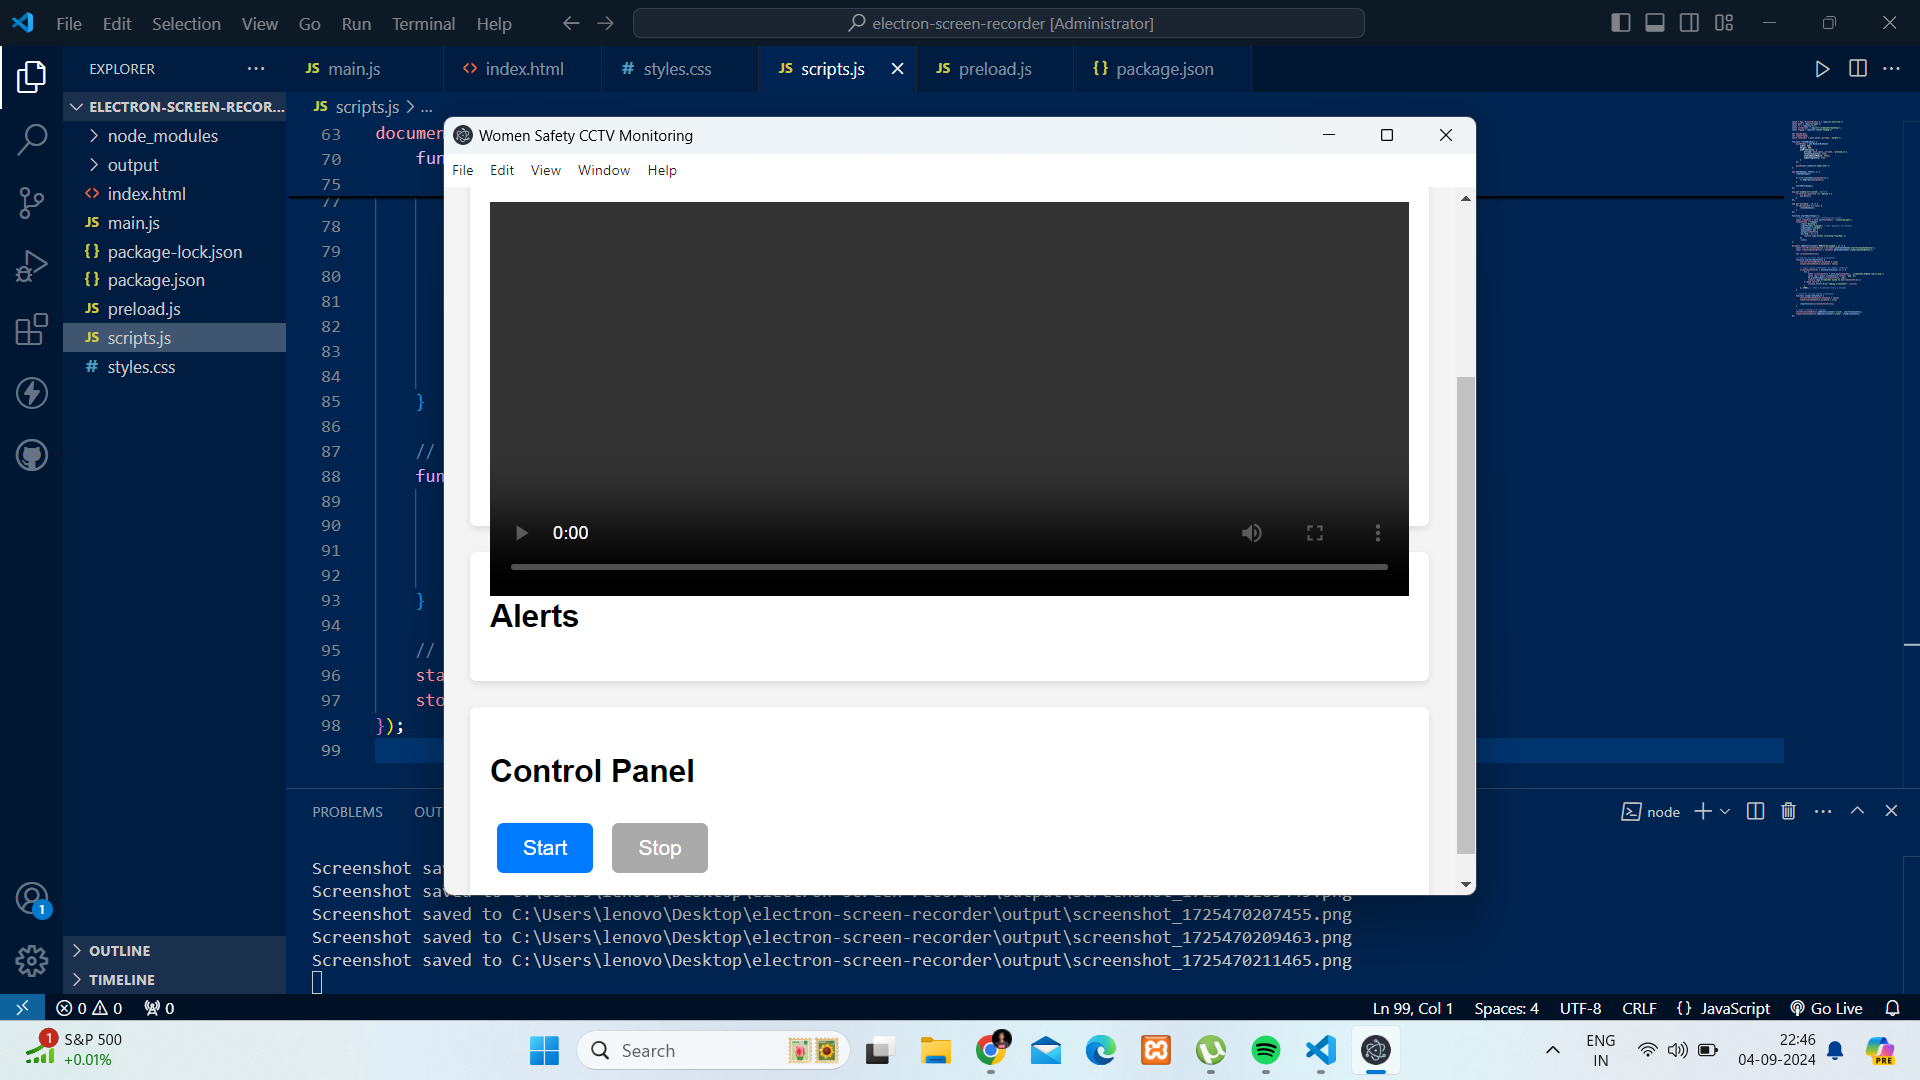 File Edit Selection View Go Run Terminal Help
electron-screen-recorder [Administrator]
EXPLORER
JS main.js
<> index.html
# styles.css
JS scripts.js
JS preload.js
{} package.json
ELECTRON-SCREEN-RECOR...
node_modules
output
<> index.html
JS main.js
{} package-lock.json
{} package.json
JS preload.js
JS scripts.js
# styles.css
OUTLINE
TIMELINE
JS scripts.js > ...
63 documen
70 fun
75
77
78
79
80
81
82
83
84
85 }
86
87 //
88 fun
89
90
91
92
93 }
94
95 //
96 sta
97 sto
98 });
99
Women Safety CCTV Monitoring
File Edit View Window Help
0:00
Alerts
Control Panel
Start Stop
PROBLEMS OUT
node
Screenshot sa
Screenshot sav
Screenshot saved to C:\Users\lenovo\Desktop\electron-screen-recorder\output\screenshot_1725470207455.png
Screenshot saved to C:\Users\lenovo\Desktop\electron-screen-recorder\output\screenshot_1725470209463.png
Screenshot saved to C:\Users\lenovo\Desktop\electron-screen-recorder\output\screenshot_1725470211465.png
1
0 0 0
Ln 99, Col 1 Spaces: 4 UTF-8 CRLF {} JavaScript Go Live
1
S&P 500
+0.01%
Search
ENG
IN
22:46
04-09-2024
PRE